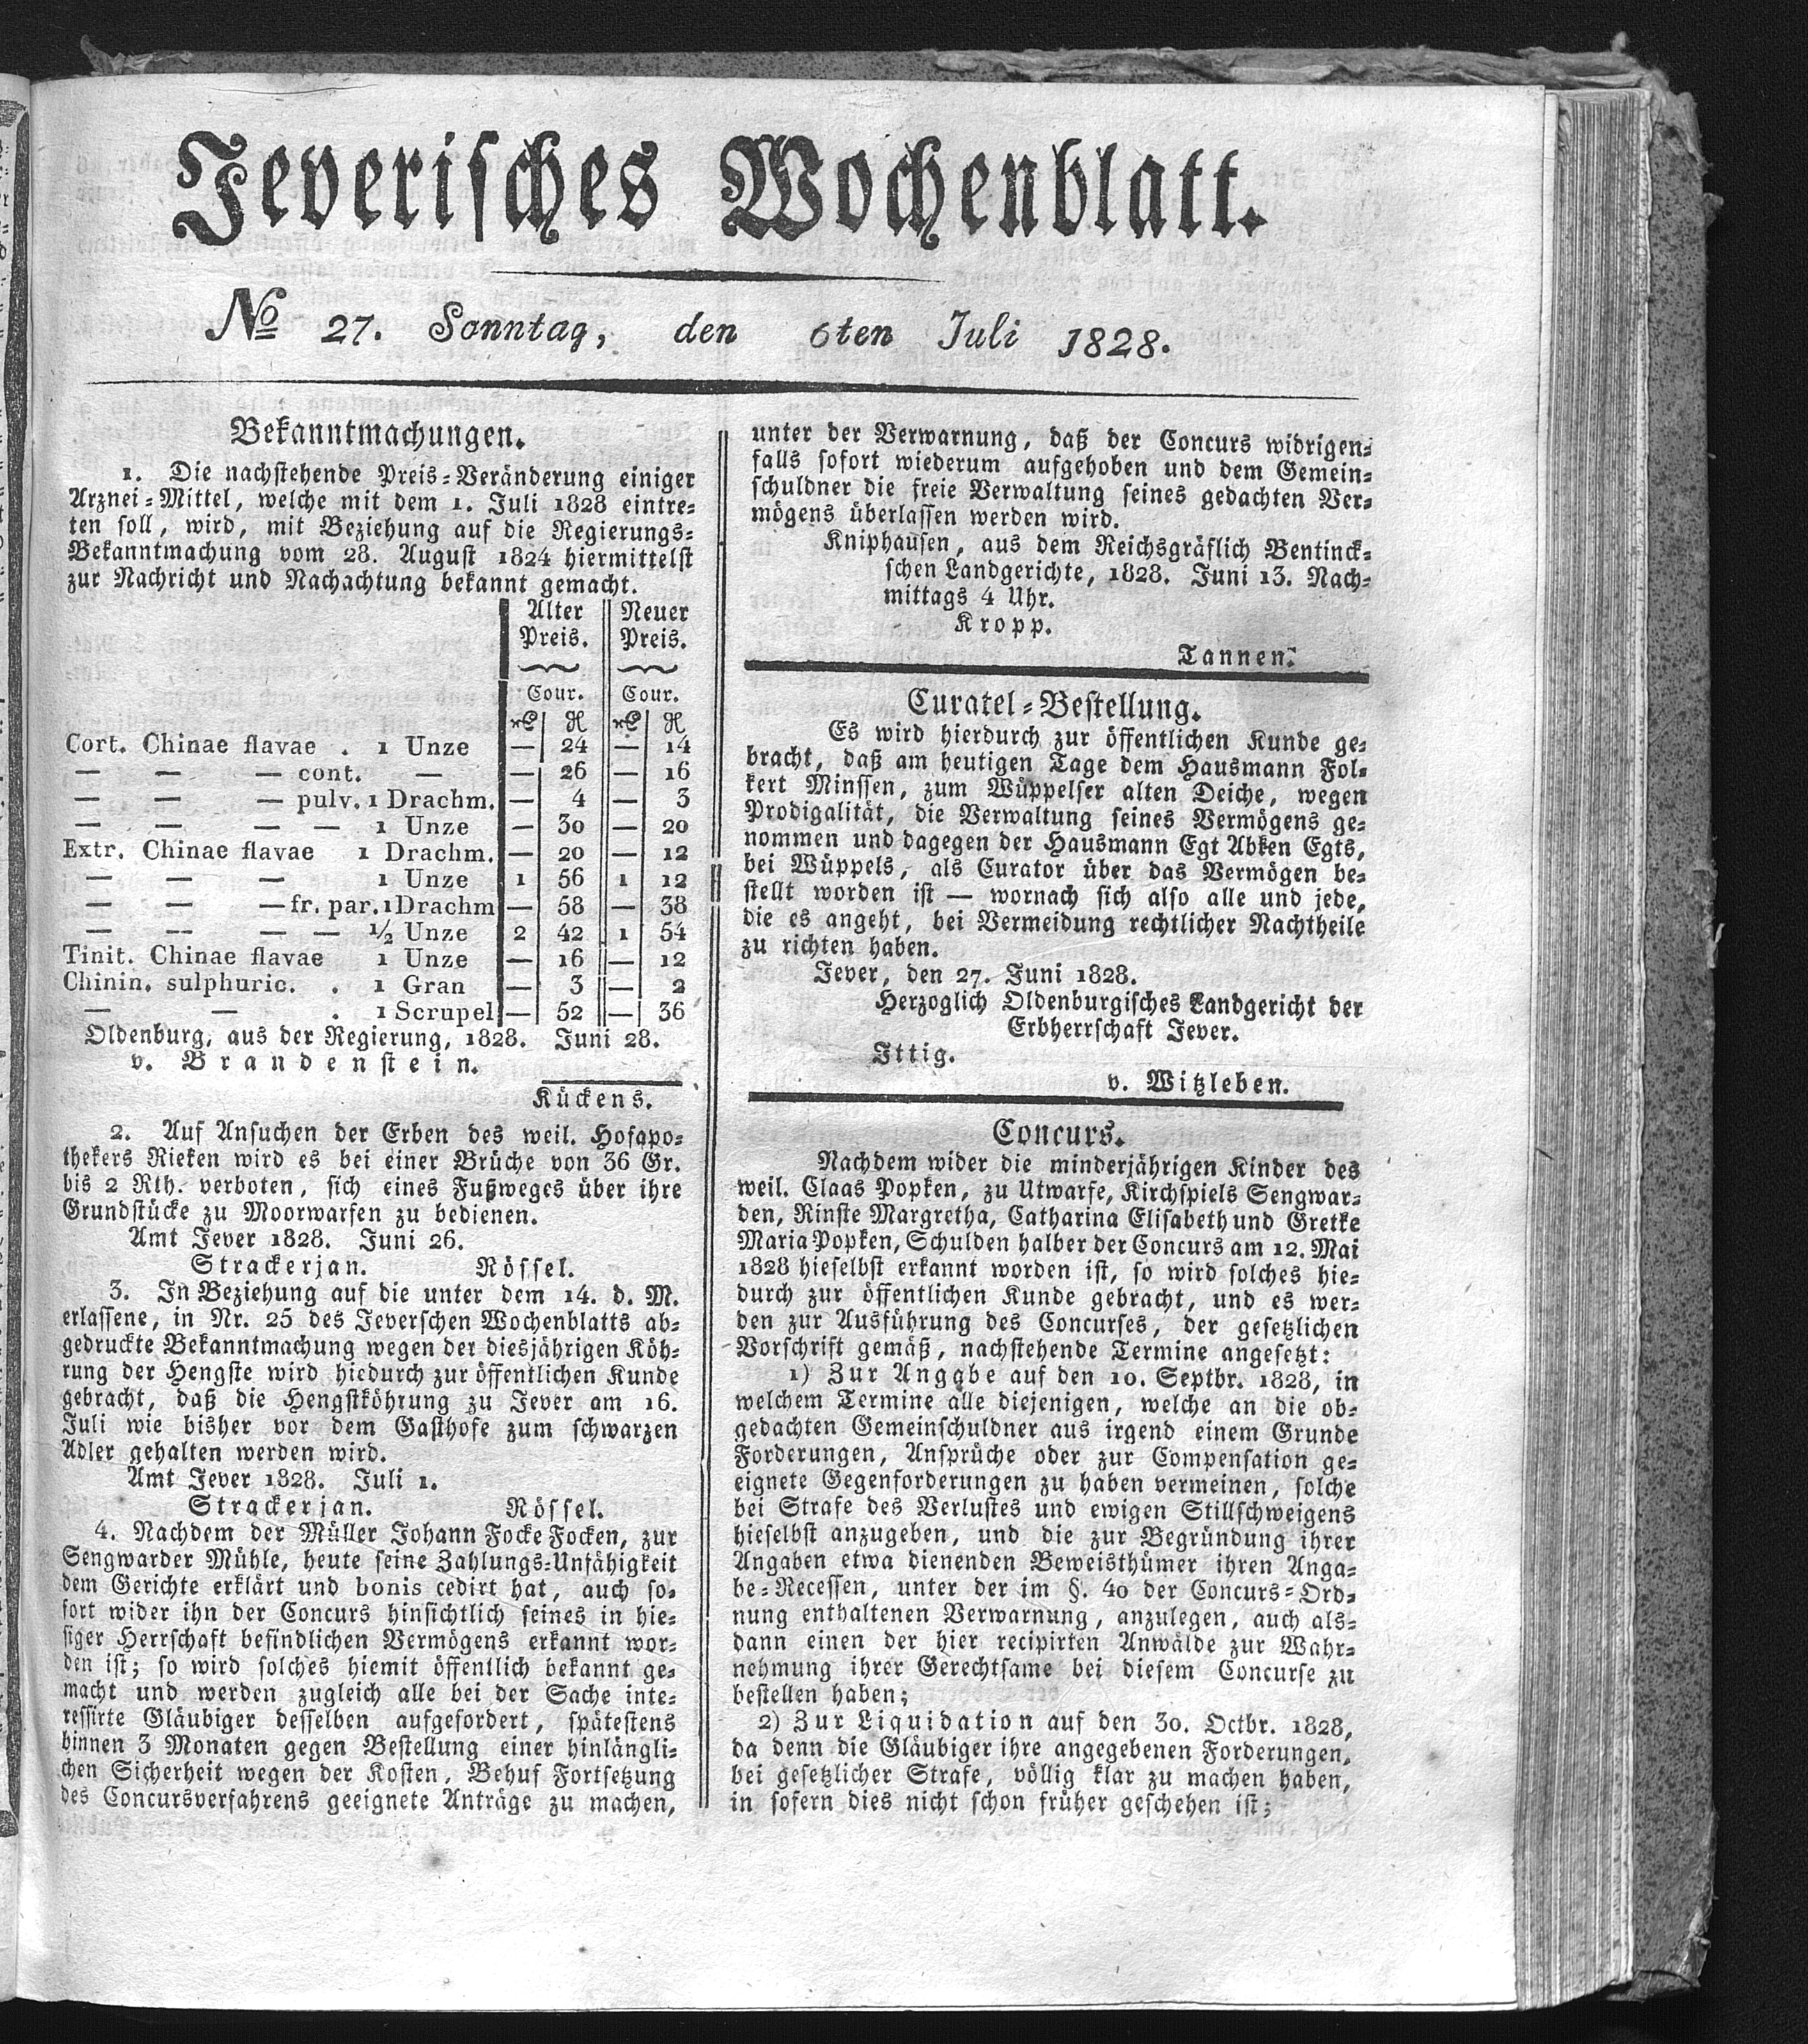 Jeverisches Wochenblatt.
No 27. Sonntag, den 6ten Juli 1828.
Bekanntmachungen.
1. Die nachstehende Preis-Veränderung einiger
Arznei-Mittel, welche mit dem 1. Juli 1828 eintre-
ten soll, wird, mit Beziehung auf die Regierungs-
Bekanntmachung vom 28. August 1824 hiermittelst
zur Nachricht und Nachachtung bekannt gemacht.
Alter Neuer
Preis. Preis.
Cour. Cour.
Cort. Chinae flavae . 1 Unze — 24 — 14
— — — cont. — — 26 — 16
— — — pulv. 1 Drachm. — 4 — 3
— — — — 1 Unze — 30 — 20
Extr. Chinae flavae 1 Drachm. — 20 — 12
— — — 1 Unze 1 56 1 12
— — — fr. par. 1 Drachm — 58 — 38
— — — — ½ Unze 2 42 1 54
Tinit. Chinae flavae 1 Unze — 16 — 12
Chinin. sulphuric. . 1 Gran — 3 — 2
— — . 1 Scrupel — 52 — 36
Oldenburg, aus der Regierung, 1828. Juni 28.
v. Brandenstein.
Kückens.
2. Auf Ansuchen der Erben des weil. Hofapo-
thekers Rieken wird es bei einer Brüche von 36 Gr.
bis 2 Rth. verboten, sich eines Fußweges über ihre
Grundstücke zu Moorwarfen zu bedienen.
Amt Jever 1828. Juni 26.
Strackerjan. Rössel.
3. In Beziehung auf die unter dem 14. d. M.
erlassene, in Nr. 25 des Jeverschen Wochenblatts ab-
gedruckte Bekanntmachung wegen der diesjährigen Köh-
rung der Hengste wird hiedurch zur öffentlichen Kunde
gebracht, daß die Hengstköhrung zu Jever am 16.
Juli wie bisher vor dem Gasthofe zum schwarzen
Adler gehalten werden wird.
Amt Jever 1828. Juli 1.
Strackerjan. Rössel.
4. Nachdem der Müller Johann Focke Focken, zur
Sengwarder Mühle, heute seine Zahlungs-Unfähigkeit
dem Gerichte erklärt und bonis cedirt hat, auch so-
fort wider ihn der Concurs hinsichtlich seines in hie-
siger Herrschaft befindlichen Vermögens erkannt wor-
den ist; so wird solches hiemit öffentlich bekannt ge-
macht und werden zugleich alle bei der Sache inte-
ressirte Gläubiger desselben aufgefordert, spätestens
binnen 3 Monaten gegen Bestellung einer hinlängli-
chen Sicherheit wegen der Kosten, Behuf Fortsetzung
des Concursverfahrens geeignete Anträge zu machen,
unter der Verwarnung, daß der Concurs widrigen-
falls sofort wiederum aufgehoben und dem Gemein-
schuldner die freie Verwaltung seines gedachten Ver-
mögens überlassen werden wird.
Kniphausen, aus dem Reichsgräflich Bentinck-
schen Landgerichte, 1828. Juni 13. Nach-
mittags 4 Uhr.
Kropp.
Tannen.
Curatel-Bestellung.
Es wird hierdurch zur öffentlichen Kunde ge-
bracht, daß am heutigen Tage dem Hausmann Fol-
kert Minssen, zum Wüppelser alten Deiche, wegen
Prodigalität, die Verwaltung seines Vermögens ge-
nommen und dagegen der Hausmann Egt Abken Egts,
bei Wüppels, als Curator über das Vermögen be-
stellt worden ist — wornach sich also alle und jede,
die es angeht, bei Vermeidung rechtlicher Nachtheile
zu richten haben.
Jever, den 27. Juni 1828.
Herzoglich Oldenburgisches Landgericht der
Erbherrschaft Jever.
Ittig.
v. Witzleben.
Concurs.
Nachdem wider die minderjährigen Kinder des
weil. Claas Popken, zu Utwarfe, Kirchspiels Sengwar-
den, Rinste Margretha, Catharina Elisabeth und Gretke
Maria Popken, Schulden halber der Concurs am 12. Mai
1828 hieselbst erkannt worden ist, so wird solches hie-
durch zur öffentlichen Kunde gebracht, und es wer-
den zur Ausführung des Concurses, der gesetzlichen
Vorschrift gemäß, nachstehende Termine angesetzt:
1) Zur Angabe auf den 10. Septbr. 1828, in
welchem Termine alle diejenigen, welche an die ob-
gedachten Gemeinschuldner aus irgend einem Grunde
Forderungen, Ansprüche oder zur Compensation ge-
eignete Gegenforderungen zu haben vermeinen, solche
bei Strafe des Verlustes und ewigen Stillschweigens
hieselbst anzugeben, und die zur Begründung ihrer
Angaben etwa dienenden Beweisthümer ihren Anga-
be-Recessen, unter der im §. 40 der Concurs-Ord-
nung enthaltenen Verwarnung, anzulegen, auch als-
dann einen der hier recipirten Anwälde zur Wahr-
nehmung ihrer Gerechtsame bei diesem Concurse zu
bestellen haben;
2) Zur Liquidation auf den 30. Octbr. 1828,
da denn die Gläubiger ihre angegebenen Forderungen,
bei gesetzlicher Strafe, völlig klar zu machen haben,
in sofern dies nicht schon früher geschehen ist;